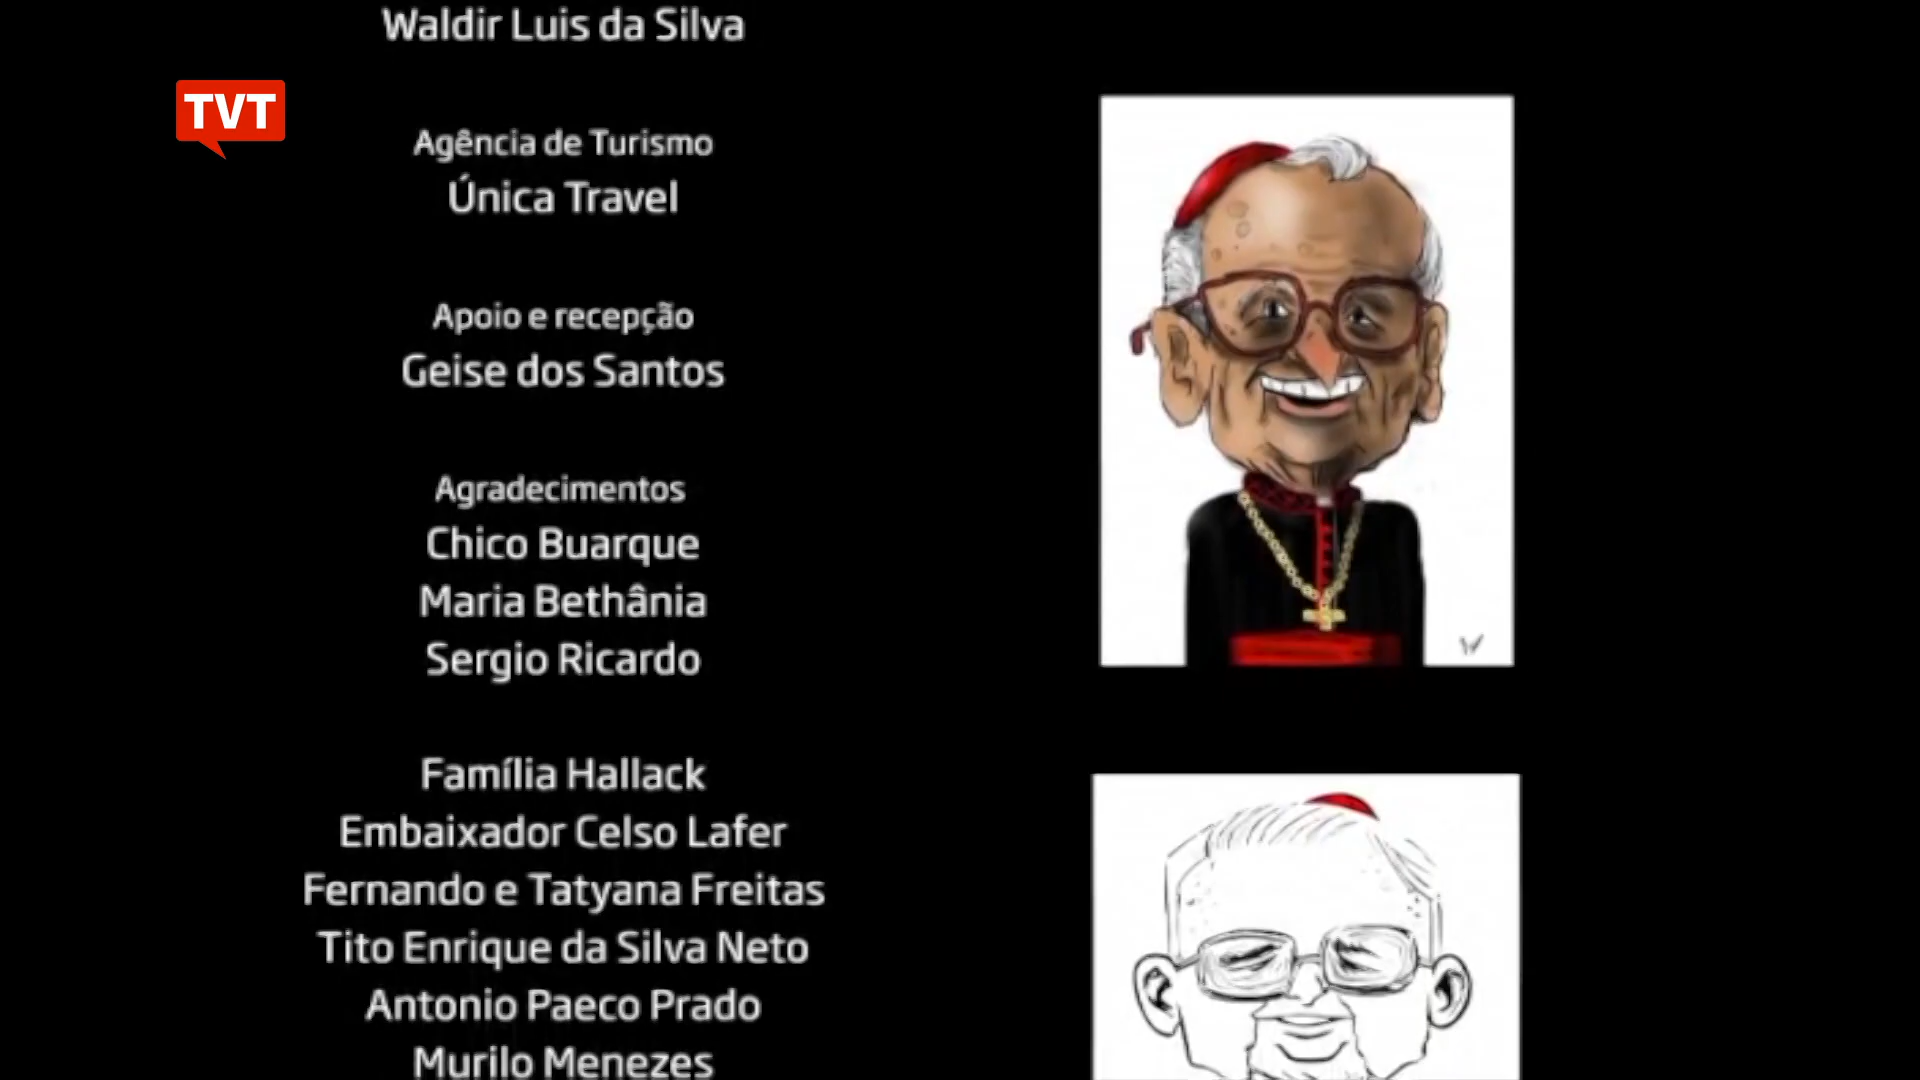 Waldir Luis da Silva
TVT
Agência de Turismo
Única Travel
Apoio e recepção
Geise dos Santos
Agradecimentos
Chico Buarque
Maria Bethânia
Sergio Ricardo
Família Hallack
Embaixador Celso Lafer
Fernando e Tatyana Freitas
Tito Enrique da Silva Neto
Antonio Paeco Prado
Murilo Menezes